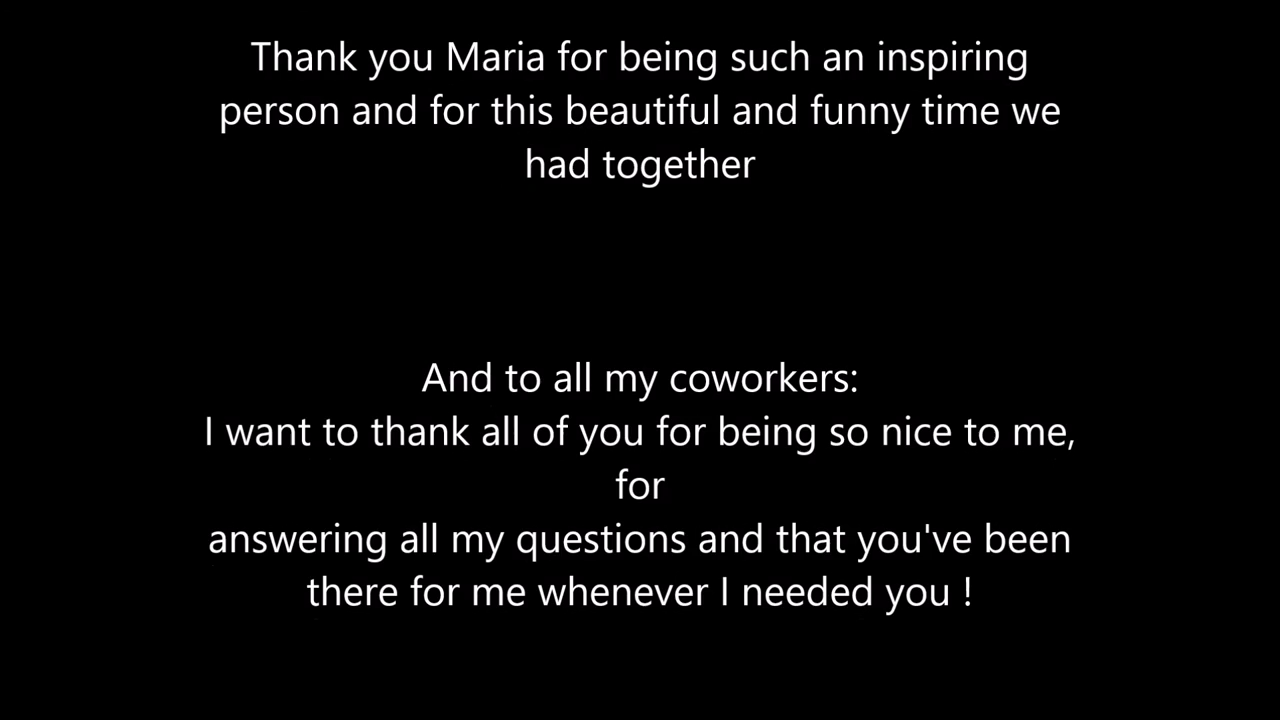 Thank you Maria for being such an inspiring
person and for this beautiful and funny time we
had together
And to all my coworkers:
I want to thank all of you for being so nice to me,
for
answering all my questions and that you've been
there for me whenever I needed you !